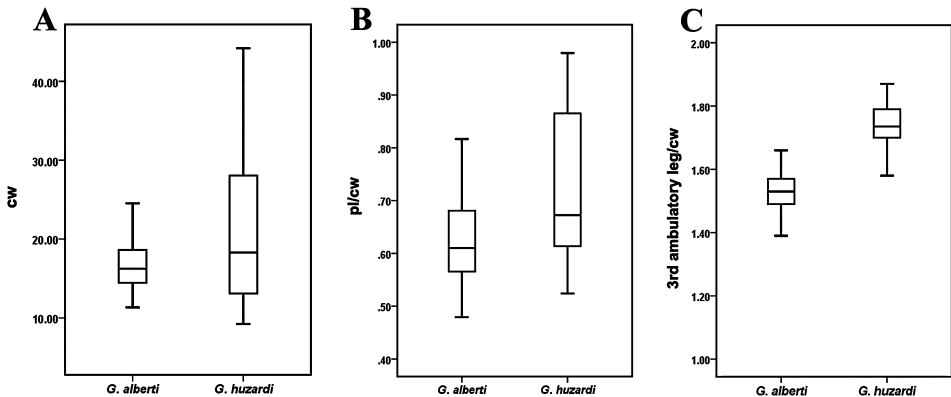 A
40.00
30.00
20.00
10.00
cw
G. alberti G. huzardi
B
1.00
.90
.80
.70
.60
.50
.40
pl/cw
G. alberti G. huzardi
C
2.00
1.80
1.60
1.40
1.20
1.00
3rd ambulatory leg/cw
G. alberti G. huzardi